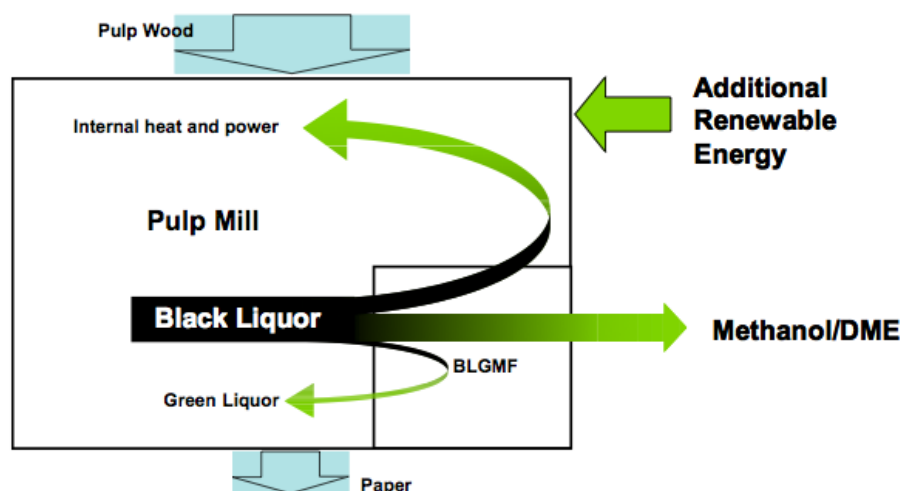 Pulp Wood
Additional
Renewable
Energy
Internal heat and power
Pulp Mill
Black Liquor
Methanol/DME
BLGMF
Green Liquor
Paper